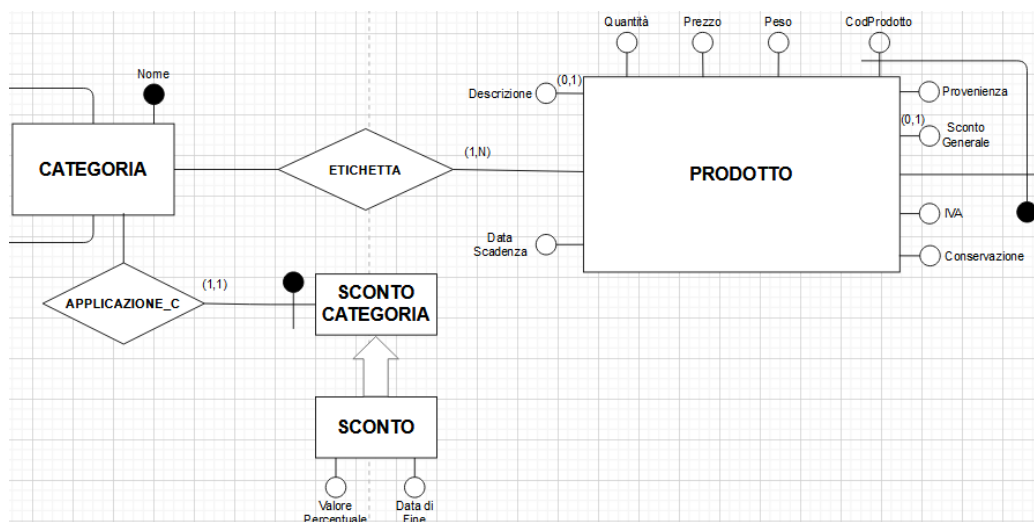 Quantità
Prezzo
Peso
CodProdotto
Nome
Descrizione
(0,1)
Provenienza
(0,1)
Sconto
Generale
CATEGORIA
ETICHETTA
(1,N)
PRODOTTO
IVA
Data
Scadenza
Conservazione
APPLICAZIONE_C
(1,1)
SCONTO
CATEGORIA
SCONTO
Valore
Percentuale
Data di
Fine